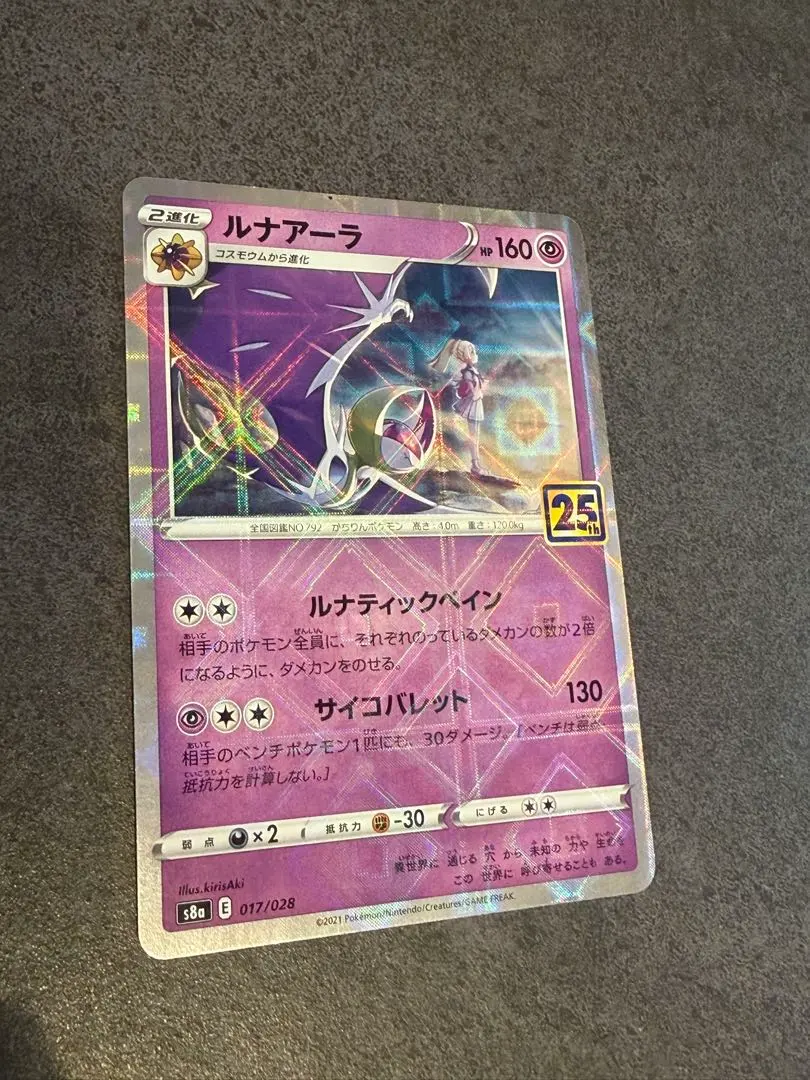 2進化
ルナアーラ
HP 160
コスモウムから進化
25th
全国図鑑NO.792 がちりんポケモン 高さ:4.0m 重さ:120.0kg
ルナティックペイン
相手のポケモン全員に、それぞれのっているダメカンの数が2倍
になるように、ダメカンをのせる。
サイコバレット 130
相手のベンチポケモン1匹にも、30ダメージ。[ベンチは
抵抗力を計算しない。]
弱点 ×2 抵抗力 -30 にげる
異世界に 通じる 穴 から 未知の 力や 生命を
この 世界に 呼び寄せることも ある。
illus.kirisAki
s8a E 017/028
©2021 Pokémon/Nintendo/Creatures/GAME FREAK.